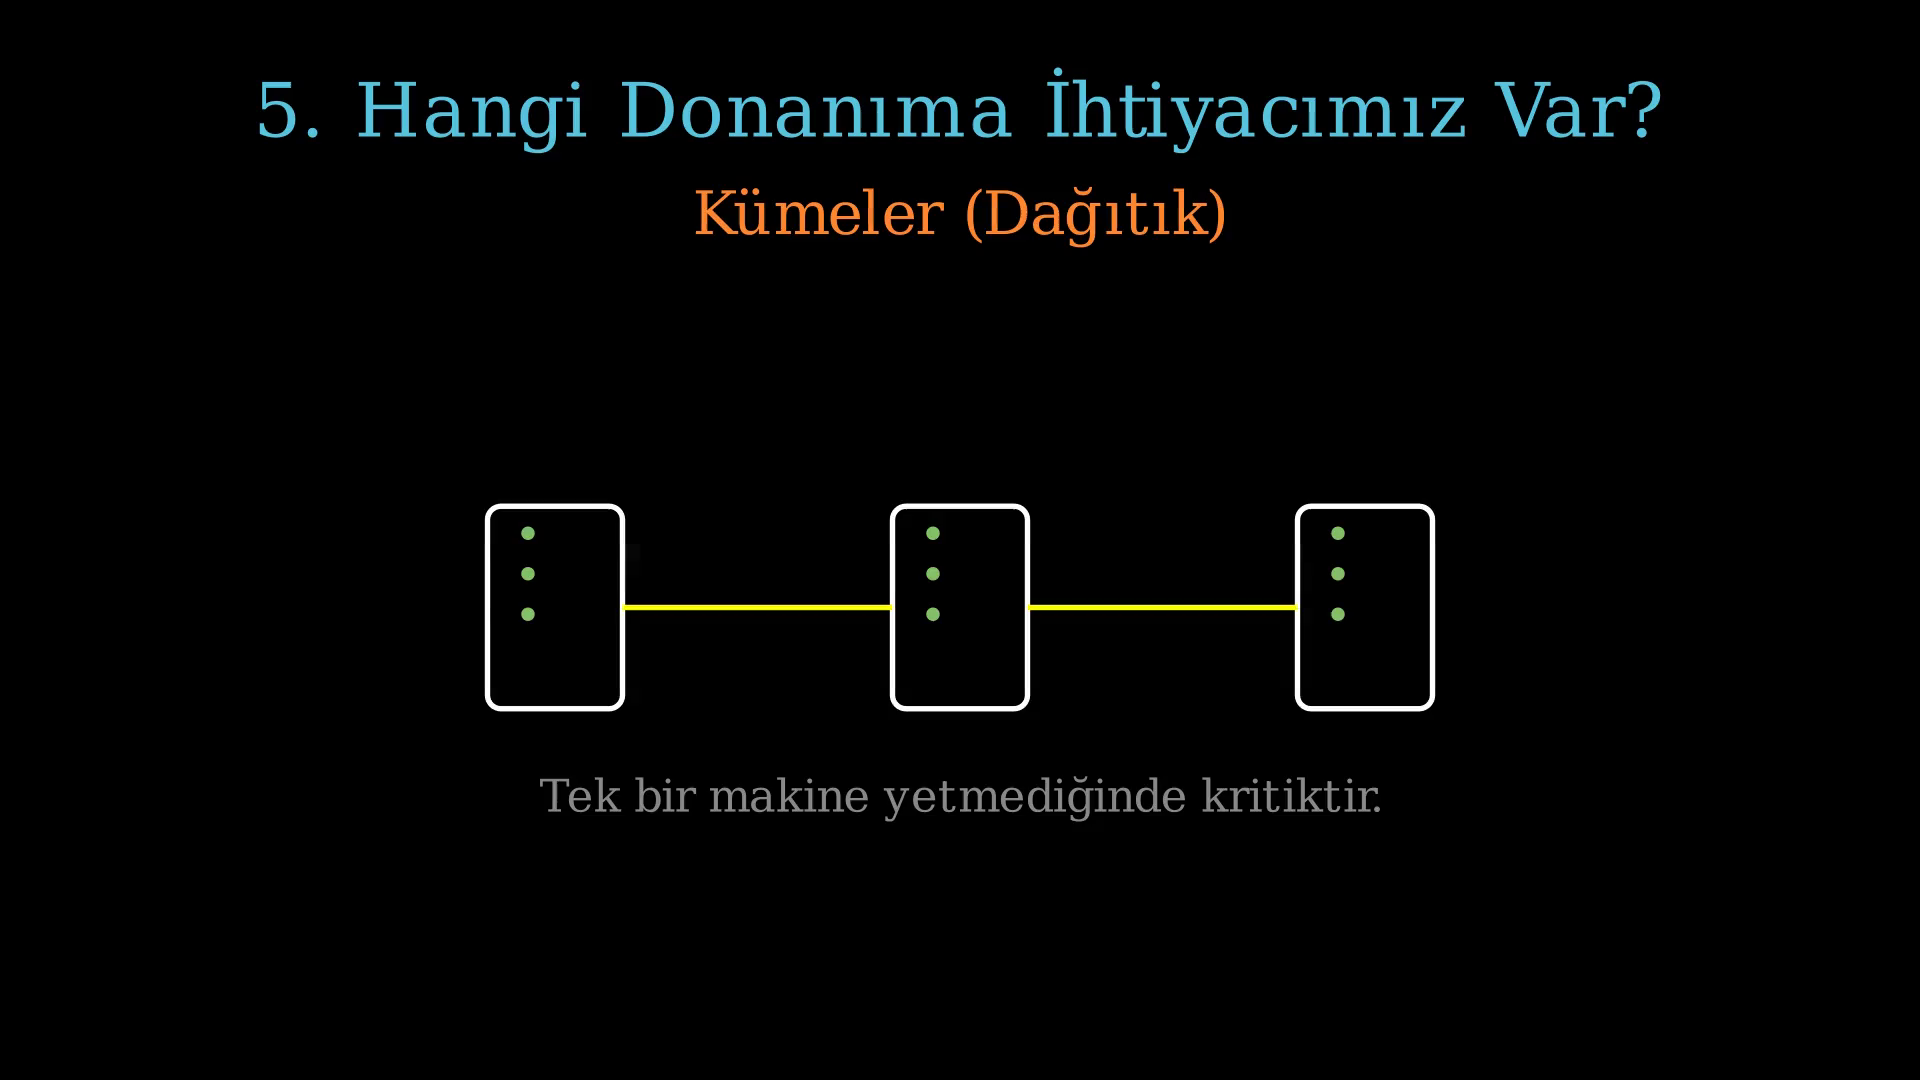 5. Hangi Donanıma İhtiyacımız Var?
Kümeler (Dağıtık)
Tek bir makine yetmediğinde kritiktir.